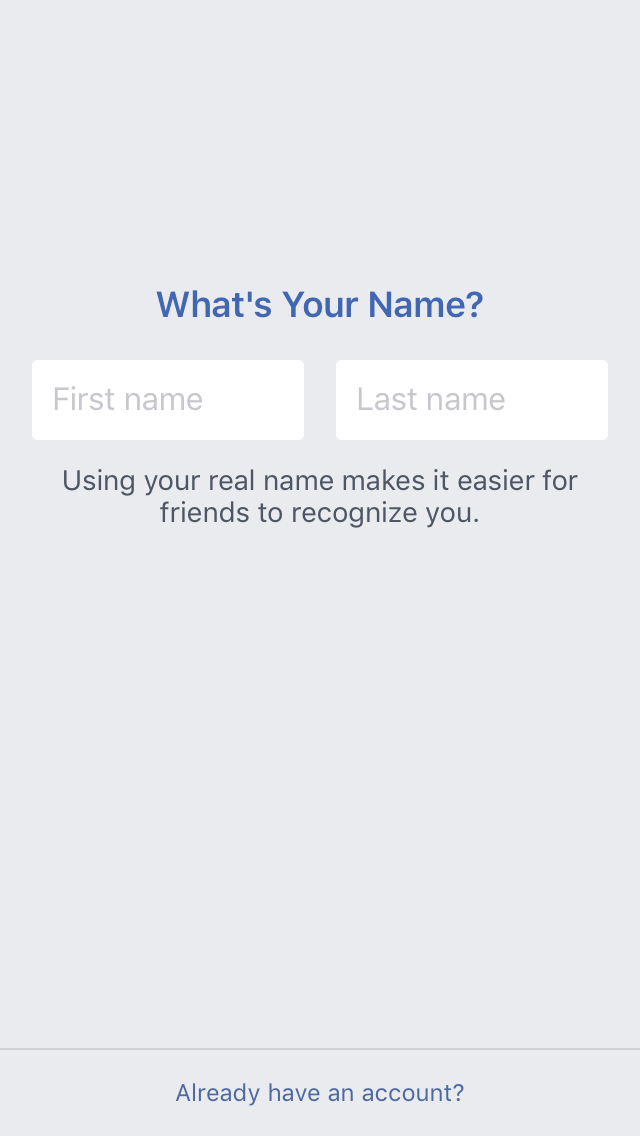 What's Your Name?
First name Last name
Using your real name makes it easier for
friends to recognize you.
Already have an account?